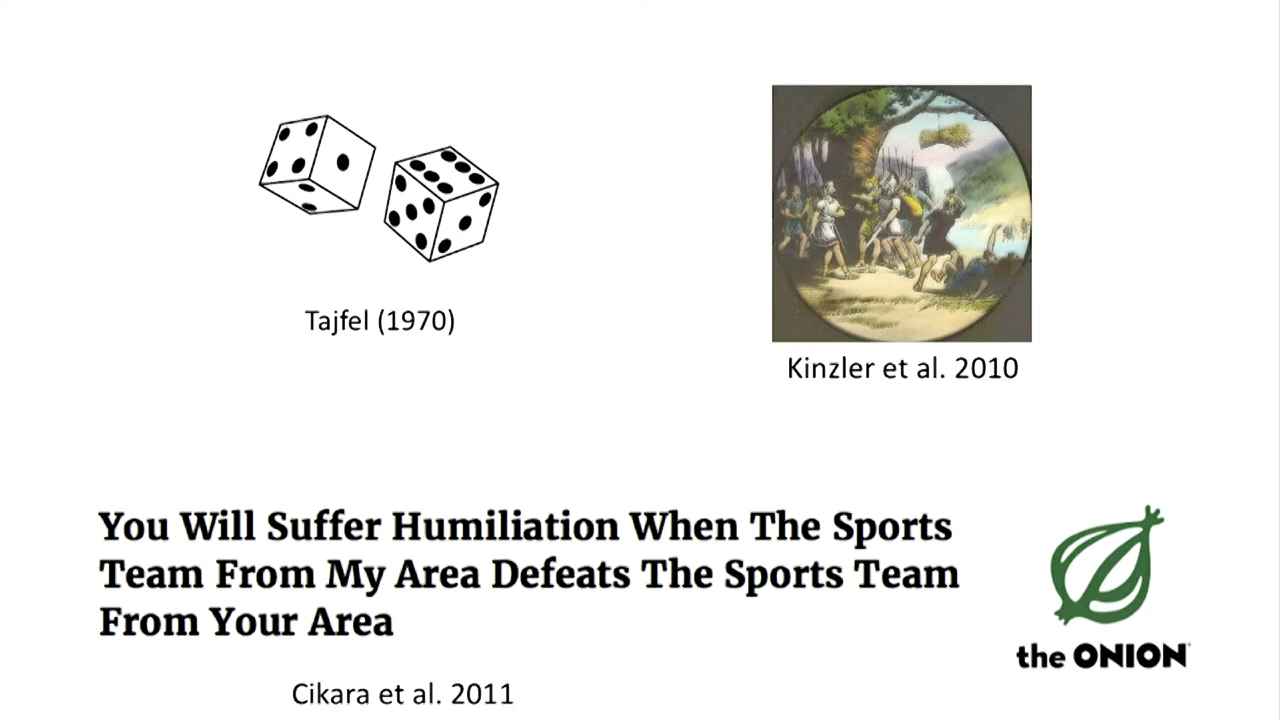 Tajfel (1970)
Kinzler et al. 2010
You Will Suffer Humiliation When The Sports
Team From My Area Defeats The Sports Team
From Your Area
the ONION
Cikara et al. 2011